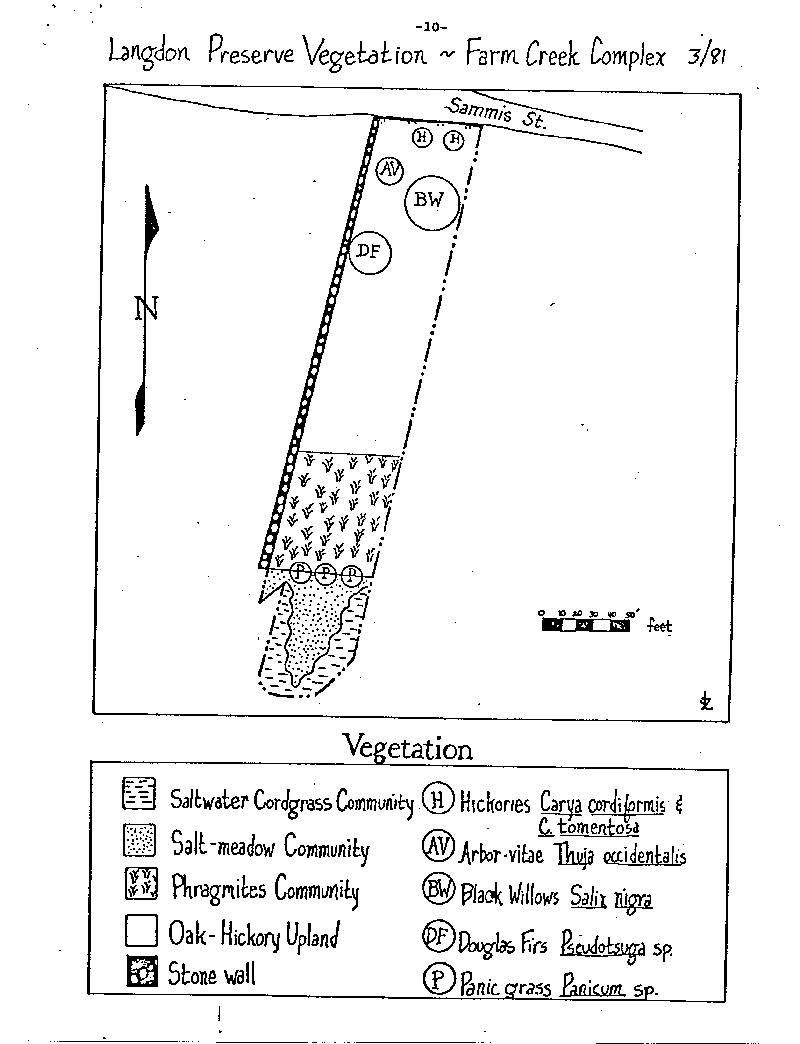 -10-
Langdon Preserve Vegetation ~ Farm Creek Complex 3/81
Sammis St.
H H
AV
BW
DF
N
P P P
0 10 20 30 40 50'
feet
Vegetation
Saltwater Cordgrass Community
Salt-meadow Community
Phragmites Community
Oak-Hickory Upland
Stone wall
H Hickories Carya cordiformis &
C. tomentosa
AV Arbor-vitae Thuja occidentalis
BW Black Willows Salix nigra
DF Douglas Firs Pseudotsuga sp.
P Panic grass Panicum sp.